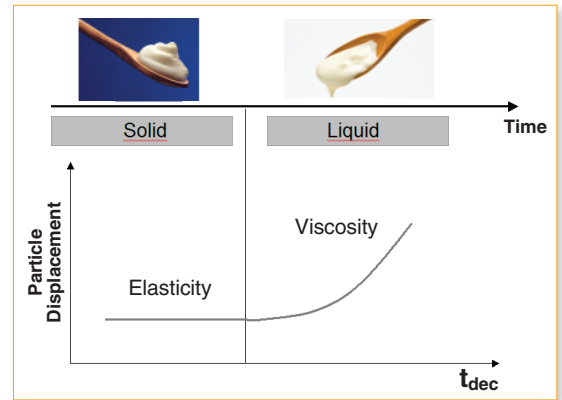 Solid
Liquid
Time
Viscosity
Particle
Displacement
Elasticity
tdec